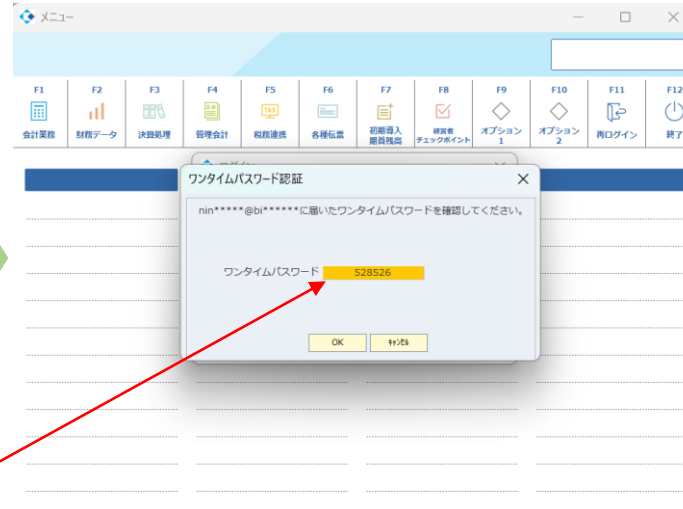 メニュー
F1 F2 F3 F4 F5 F6 F7 F8 F9 F10 F11 F12
TAX
会計業務 財務データ 決算処理 管理会計 税務連携 各種伝票 初期導入 期首残高 経営者 チェックポイント オプション 1 オプション 2 再ログイン 終了
ワンタイムパスワード認証
nin*****@bi******に届いたワンタイムパスワードを確認してください。
ワンタイムパスワード 528526
OK ｷｬﾝｾﾙ